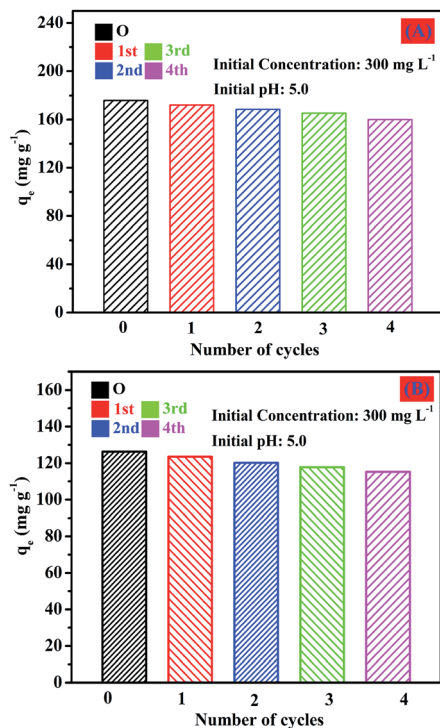 (A)
O
1st 3rd
2nd 4th
Initial Concentration: 300 mg L⁻¹
Initial pH: 5.0
qₑ (mg g⁻¹)
240
200
160
120
80
40
0
0 1 2 3 4
Number of cycles
(B)
O
1st 3rd
2nd 4th
Initial Concentration: 300 mg L⁻¹
Initial pH: 5.0
qₑ (mg g⁻¹)
160
140
120
100
80
60
40
20
0
0 1 2 3 4
Number of cycles